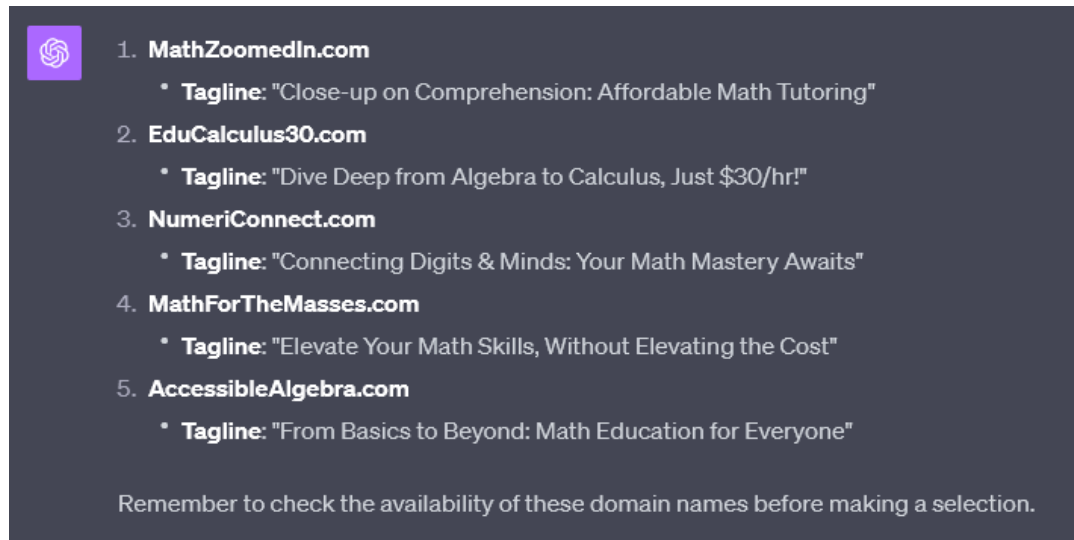 1. MathZoomedIn.com
• Tagline: "Close-up on Comprehension: Affordable Math Tutoring"
2. EduCalculus30.com
• Tagline: "Dive Deep from Algebra to Calculus, Just $30/hr!"
3. NumeriConnect.com
• Tagline: "Connecting Digits & Minds: Your Math Mastery Awaits"
4. MathForTheMasses.com
• Tagline: "Elevate Your Math Skills, Without Elevating the Cost"
5. AccessibleAlgebra.com
• Tagline: "From Basics to Beyond: Math Education for Everyone"
Remember to check the availability of these domain names before making a selection.